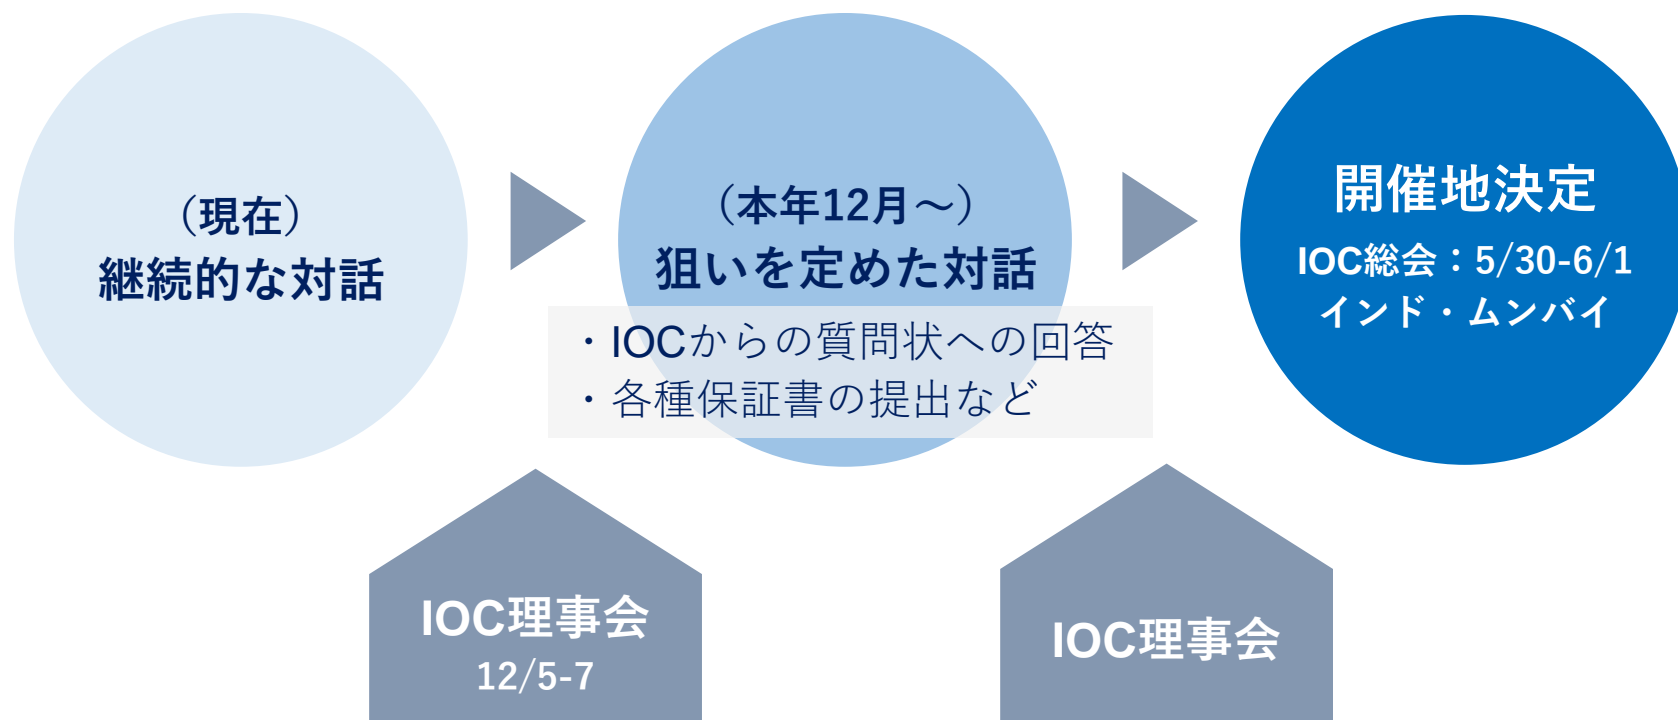 （現在）
継続的な対話
（本年12月～）
狙いを定めた対話
・IOCからの質問状への回答
・各種保証書の提出など
開催地決定
IOC総会：5/30-6/1
インド・ムンバイ
IOC理事会
12/5-7
IOC理事会